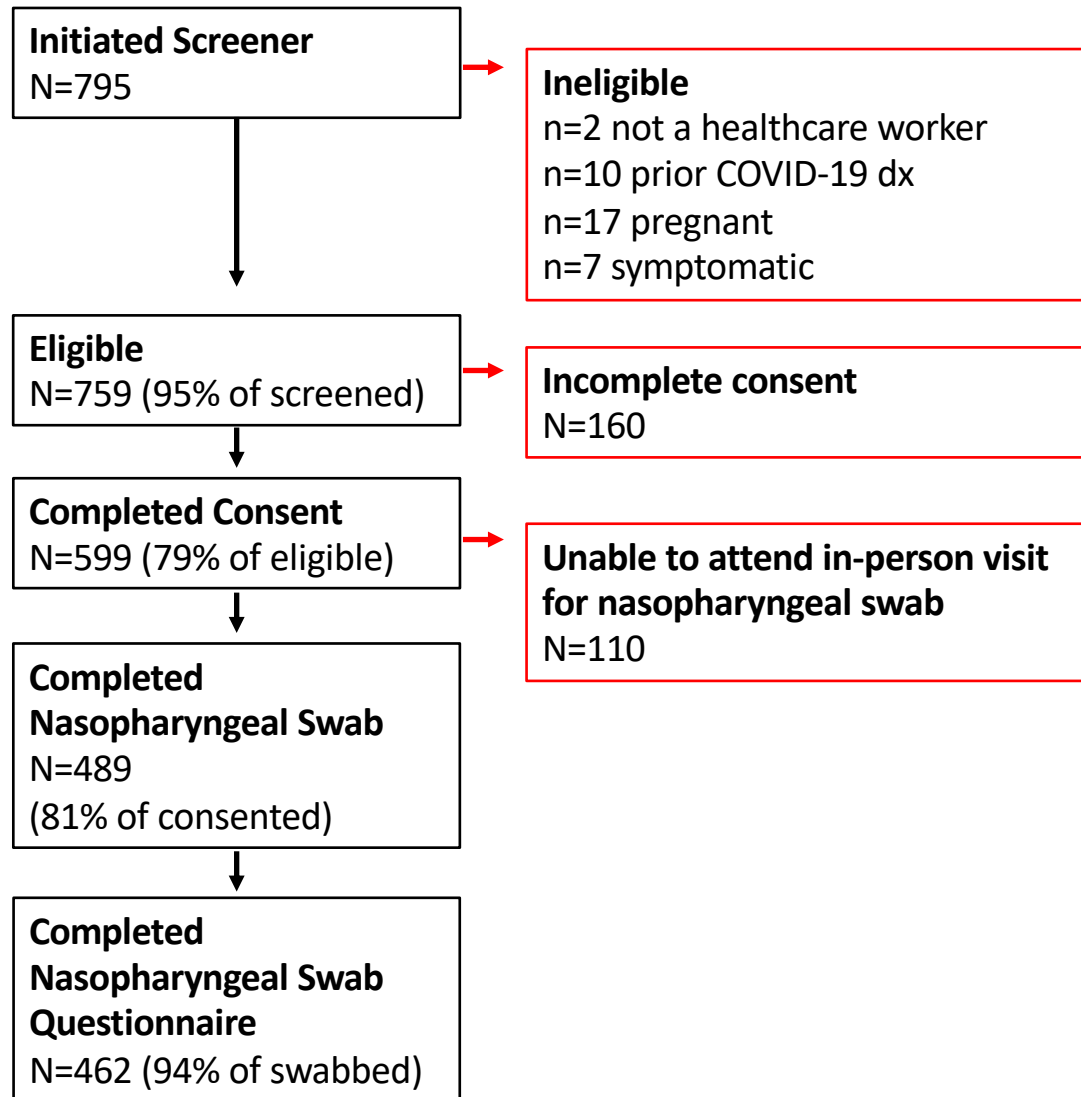 Initiated Screener
N=795
Ineligible
n=2 not a healthcare worker
n=10 prior COVID-19 dx
n=17 pregnant
n=7 symptomatic
Eligible
N=759 (95% of screened)
Incomplete consent
N=160
Completed Consent
N=599 (79% of eligible)
Unable to attend in-person visit
for nasopharyngeal swab
N=110
Completed
Nasopharyngeal Swab
N=489
(81% of consented)
Completed
Nasopharyngeal Swab
Questionnaire
N=462 (94% of swabbed)